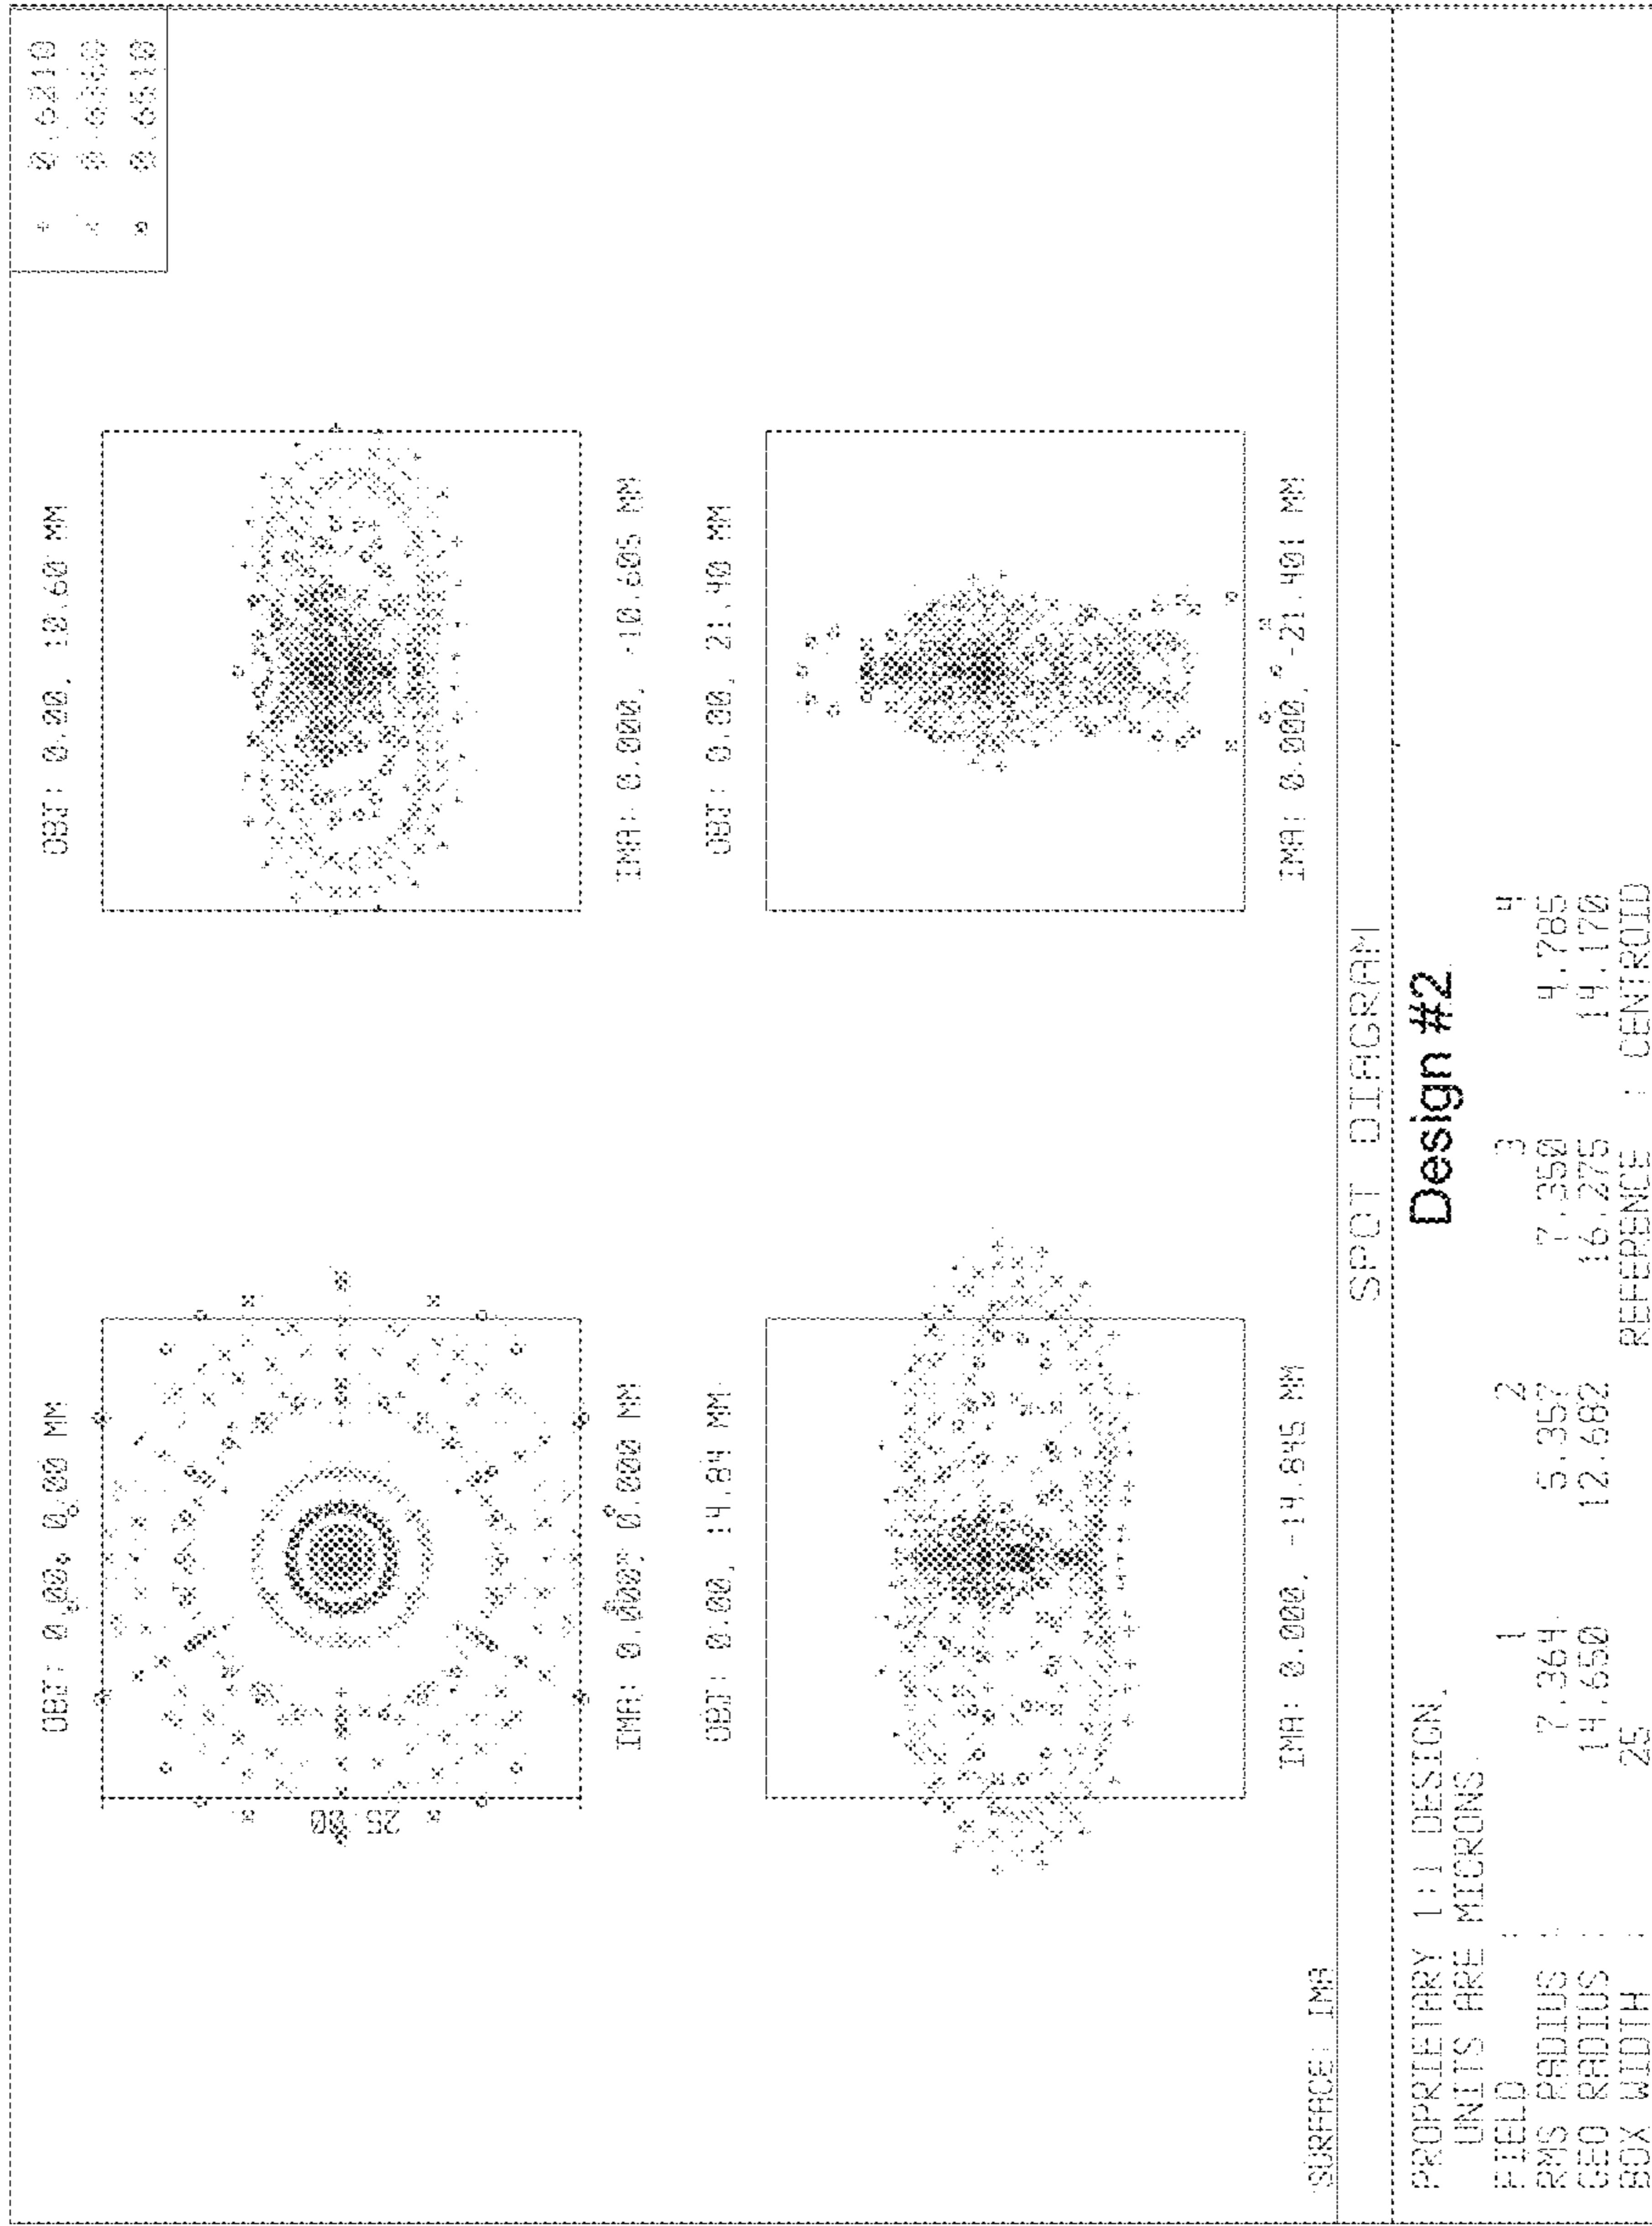 + 0.6210
× 0.6360
0.6510
OBJ: 0.00, 0.00 MM
OBJ: 0.00, 10.60 MM
25.00
IMA: 0.000, 0.000 MM
IMA: 0.000, -10.605 MM
OBJ: 0.00, 14.84 MM
OBJ: 0.00, 21.40 MM
IMA: 0.000, -14.845 MM
IMA: 0.000, -21.401 MM
SURFACE: IMA
SPOT DIAGRAM
Design #2
PROPRIETARY 1:1 DESIGN
UNITS ARE MICRONS.
FIELD : 1 2 3 4
RMS RADIUS : 7.364 5.357 7.350 4.785
GEO RADIUS : 14.650 12.682 16.275 14.170
BOX WIDTH : 25 REFERENCE : CENTROID